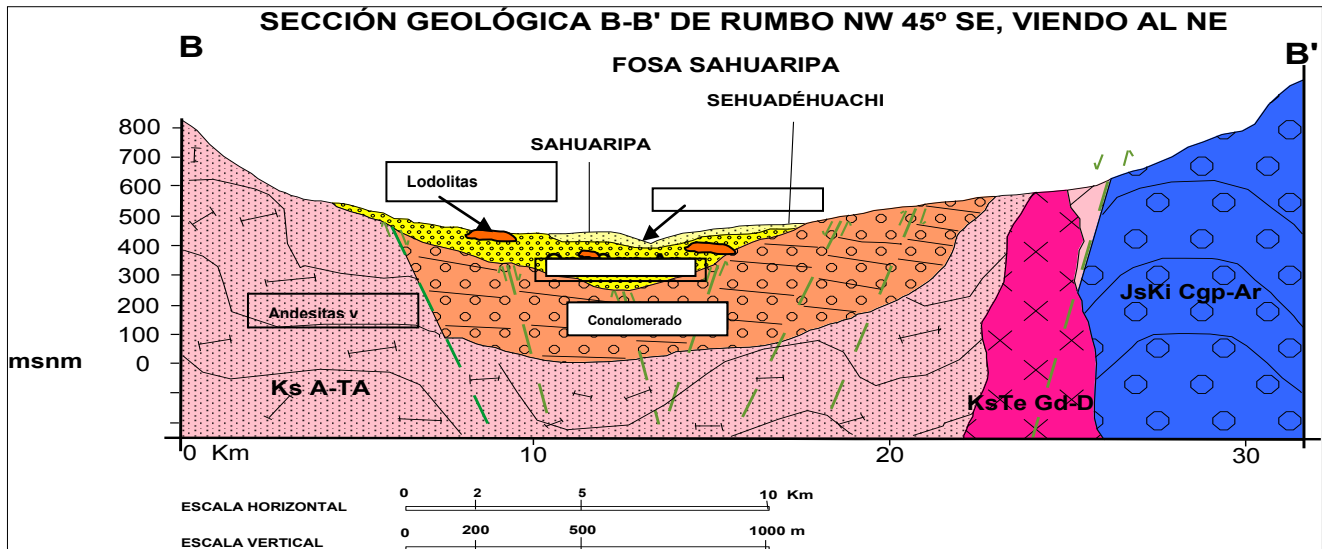 SECCIÓN GEOLÓGICA B-B' DE RUMBO NW 45º SE, VIENDO AL NE
B
B'
FOSA SAHUARIPA
SEHUADÉHUACHI
SAHUARIPA
800
700
600
500
400
300
200
100
0
msnm
Lodolitas
Andesitas y
Conglomerado
JsKi Cgp-Ar
Ks A-TA
KsTe Gd-D
0 Km
10
20
30
ESCALA HORIZONTAL
0 2 5 10 Km
ESCALA VERTICAL
0 200 500 1000 m